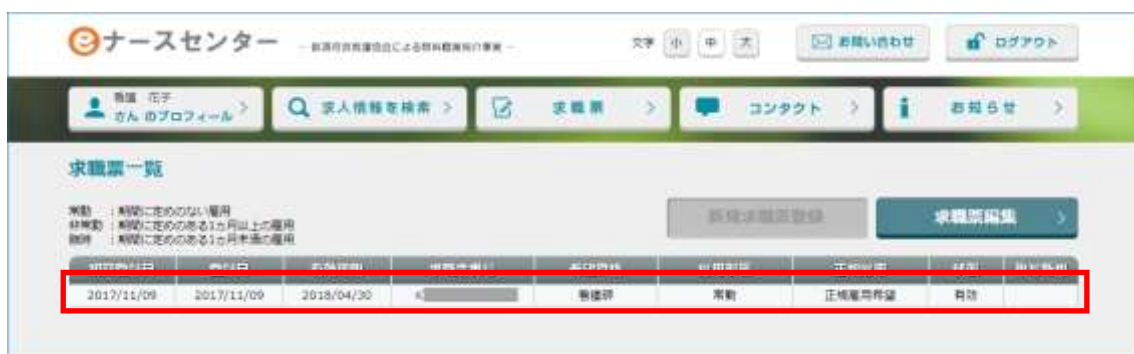 eナースセンター
文字 小 中 大
お問い合わせ
ログアウト
看護 花子
さん のプロフィール
求人情報を検索
求職票
コンタクト
お知らせ
求職票一覧
常勤 : 期間に定めのない雇用
非常勤 : 期間に定めのある1ヵ月以上の雇用
臨時 : 期間に定めのある1ヵ月未満の雇用
新規求職票登録
求職票編集
2017/11/09 2017/11/09 2018/04/30 看護師 常勤 正規雇用希望 有効